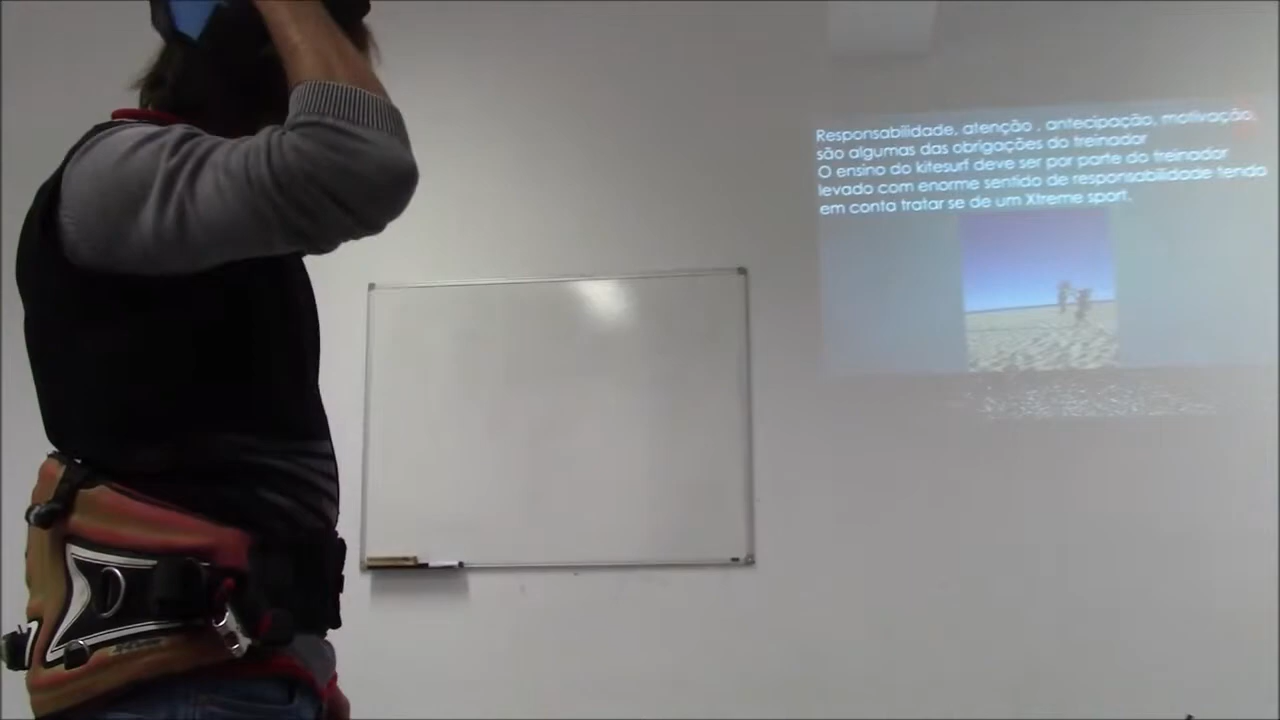 Responsabilidade, atenção , antecipação, motivação,
são algumas das obrigações do treinador
O ensino do kitesurf deve ser por parte do treinador
levado com enorme sentido de responsabilidade tendo
em conta tratar se de um Xtreme sport.